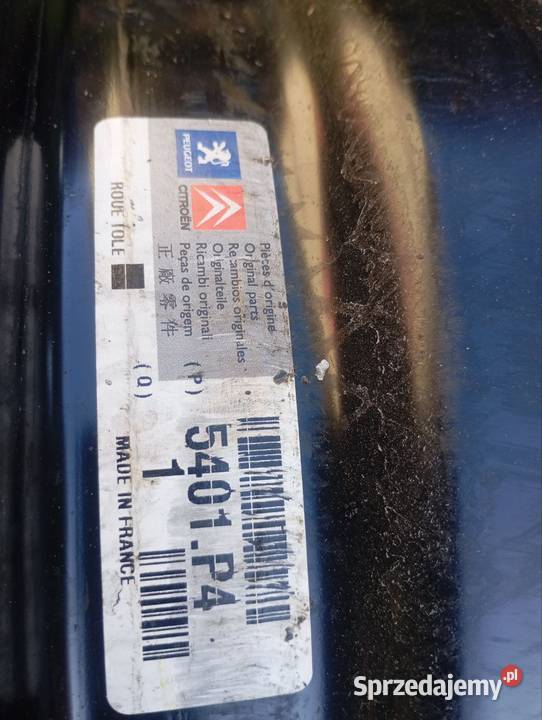 PEUGEOT
CITROËN
Pièces d'origine
Original parts
Recambios originales
Originalteile
Ricambi originali
Peças de origem
正廠零件
ROUE TOLE
(P) 5401.P4
(Q) 1
MADE IN FRANCE
Sprzedajemy.pl